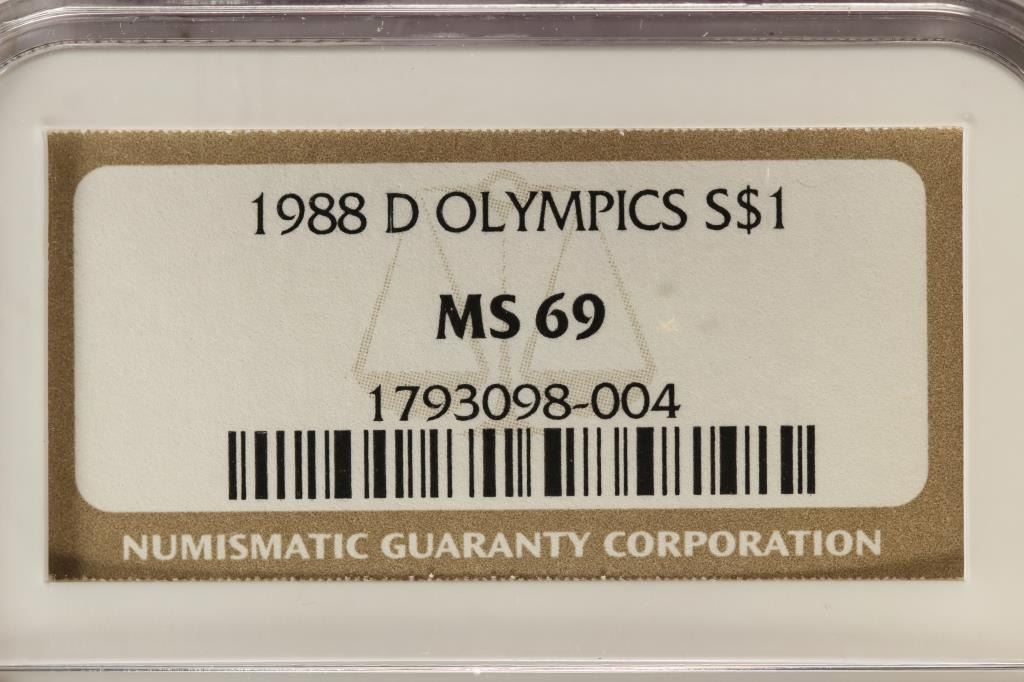 1988 D OLYMPICS S$1
MS 69
1793098-004
NUMISMATIC GUARANTY CORPORATION